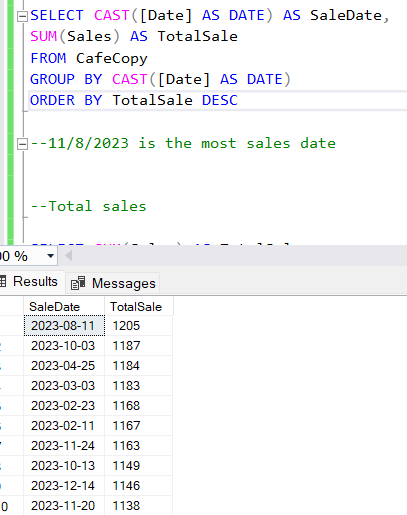 SELECT CAST([Date] AS DATE) AS SaleDate,
SUM(Sales) AS TotalSale
FROM CafeCopy
GROUP BY CAST([Date] AS DATE)
ORDER BY TotalSale DESC
--11/8/2023 is the most sales date
--Total sales
00 %
Results Messages
SaleDate TotalSale
2023-08-11 1205
2023-10-03 1187
2023-04-25 1184
2023-03-03 1183
2023-02-23 1168
2023-02-11 1167
2023-11-24 1163
2023-10-13 1149
2023-12-14 1146
0 2023-11-20 1138